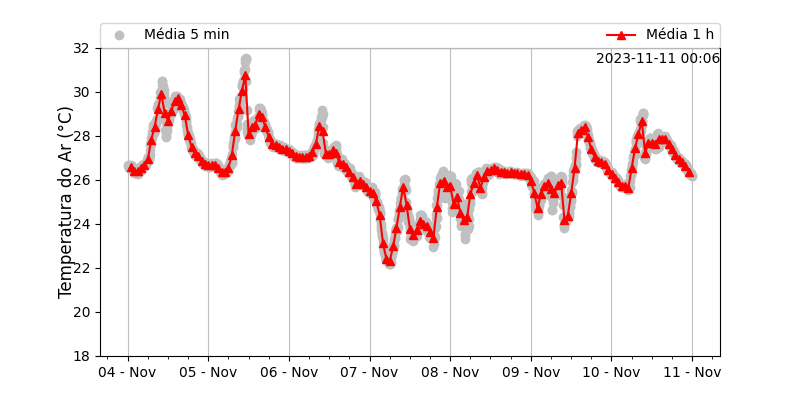 Média 5 min
Média 1 h
2023-11-11 00:06
Temperatura do Ar (°C)
32
30
28
26
24
22
20
18
04 - Nov
05 - Nov
06 - Nov
07 - Nov
08 - Nov
09 - Nov
10 - Nov
11 - Nov